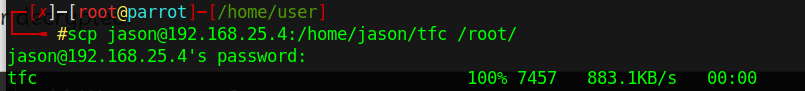 [x]─[root@parrot]─[/home/user]
#scp jason@192.168.25.4:/home/jason/tfc /root/
jason@192.168.25.4's password:
tfc 100% 7457 883.1KB/s 00:00